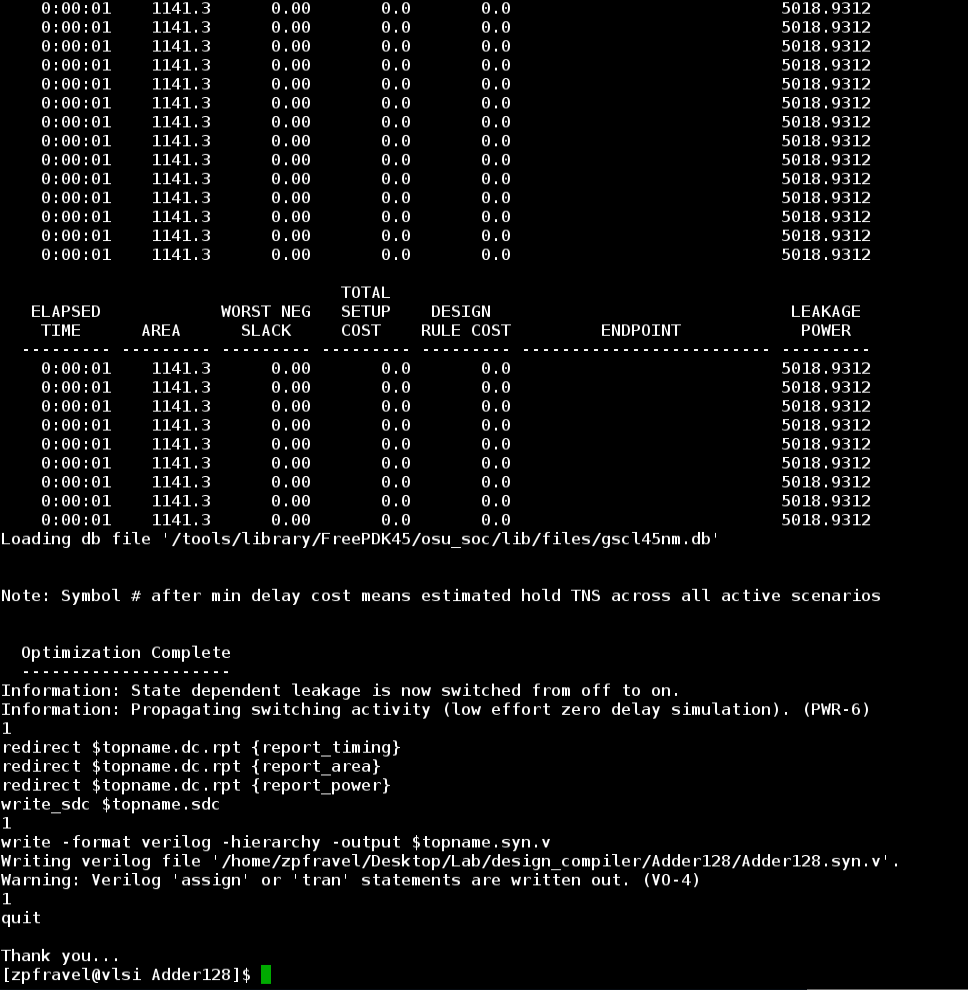 0:00:01 1141.3 0.00 0.0 0.0 5018.9312
0:00:01 1141.3 0.00 0.0 0.0 5018.9312
0:00:01 1141.3 0.00 0.0 0.0 5018.9312
0:00:01 1141.3 0.00 0.0 0.0 5018.9312
0:00:01 1141.3 0.00 0.0 0.0 5018.9312
0:00:01 1141.3 0.00 0.0 0.0 5018.9312
0:00:01 1141.3 0.00 0.0 0.0 5018.9312
0:00:01 1141.3 0.00 0.0 0.0 5018.9312
0:00:01 1141.3 0.00 0.0 0.0 5018.9312
0:00:01 1141.3 0.00 0.0 0.0 5018.9312
0:00:01 1141.3 0.00 0.0 0.0 5018.9312
0:00:01 1141.3 0.00 0.0 0.0 5018.9312
0:00:01 1141.3 0.00 0.0 0.0 5018.9312
0:00:01 1141.3 0.00 0.0 0.0 5018.9312
TOTAL
ELAPSED WORST NEG SETUP DESIGN LEAKAGE
TIME AREA SLACK COST RULE COST ENDPOINT POWER
--------- --------- --------- --------- --------- ------------------------- ---------
0:00:01 1141.3 0.00 0.0 0.0 5018.9312
0:00:01 1141.3 0.00 0.0 0.0 5018.9312
0:00:01 1141.3 0.00 0.0 0.0 5018.9312
0:00:01 1141.3 0.00 0.0 0.0 5018.9312
0:00:01 1141.3 0.00 0.0 0.0 5018.9312
0:00:01 1141.3 0.00 0.0 0.0 5018.9312
0:00:01 1141.3 0.00 0.0 0.0 5018.9312
0:00:01 1141.3 0.00 0.0 0.0 5018.9312
0:00:01 1141.3 0.00 0.0 0.0 5018.9312
Loading db file '/tools/library/FreePDK45/osu_soc/lib/files/gscl45nm.db'
Note: Symbol # after min delay cost means estimated hold TNS across all active scenarios
Optimization Complete
---------------------
Information: State dependent leakage is now switched from off to on.
Information: Propagating switching activity (low effort zero delay simulation). (PWR-6)
1
redirect $topname.dc.rpt {report_timing}
redirect $topname.dc.rpt {report_area}
redirect $topname.dc.rpt {report_power}
write_sdc $topname.sdc
1
write -format verilog -hierarchy -output $topname.syn.v
Writing verilog file '/home/zpfravel/Desktop/Lab/design_compiler/Adder128/Adder128.syn.v'.
Warning: Verilog 'assign' or 'tran' statements are written out. (VO-4)
1
quit
Thank you...
[zpfravel@vlsi Adder128]$